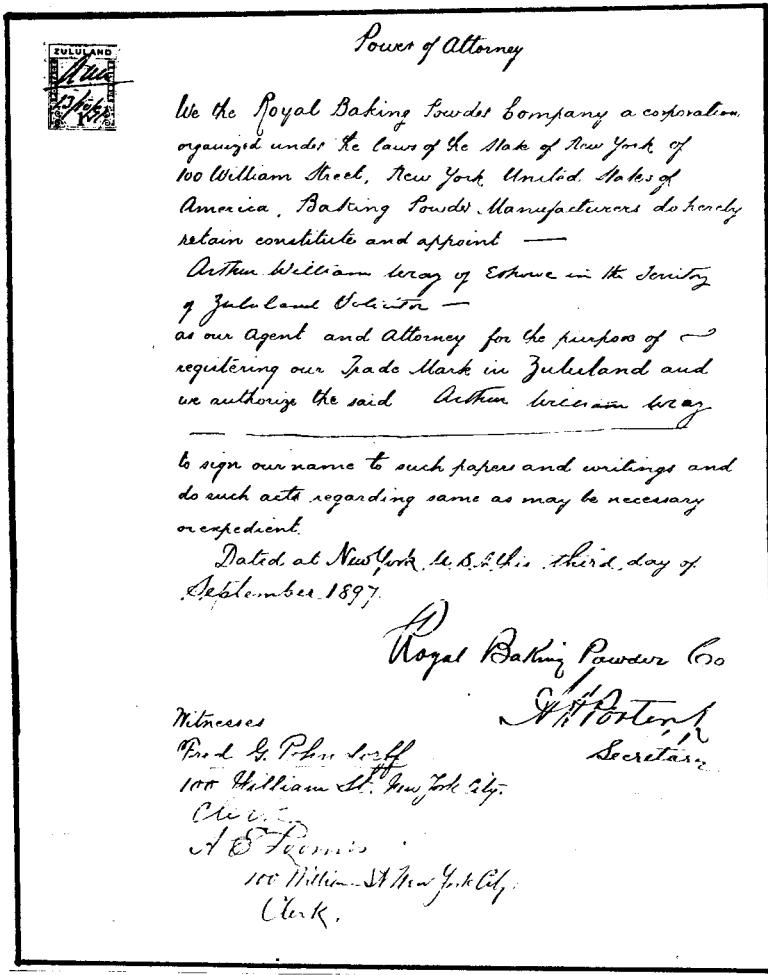 Power of Attorney
ZULULAND
We the Royal Baking Powder Company a corporation
organized under the laws of the State of New York of
100 William Street, New York United States of
America, Baking Powder Manufacturers do hereby
retain constitute and appoint —
Arthur William Wray of Eshowe in the Territory
of Zululand Solicitor —
as our Agent and Attorney for the purpose of
registering our Trade Mark in Zululand and
we authorize the said Arthur William Wray
to sign our name to such papers and writings and
do such acts regarding same as may be necessary
or expedient.
Dated at New York U.S.A. this third day of
September 1897.
Royal Baking Powder Co
Secretary
Witnesses
Fred G.
100 William St. New York City.
Clerk
A E Loomis
100 William St New York City.
Clerk.